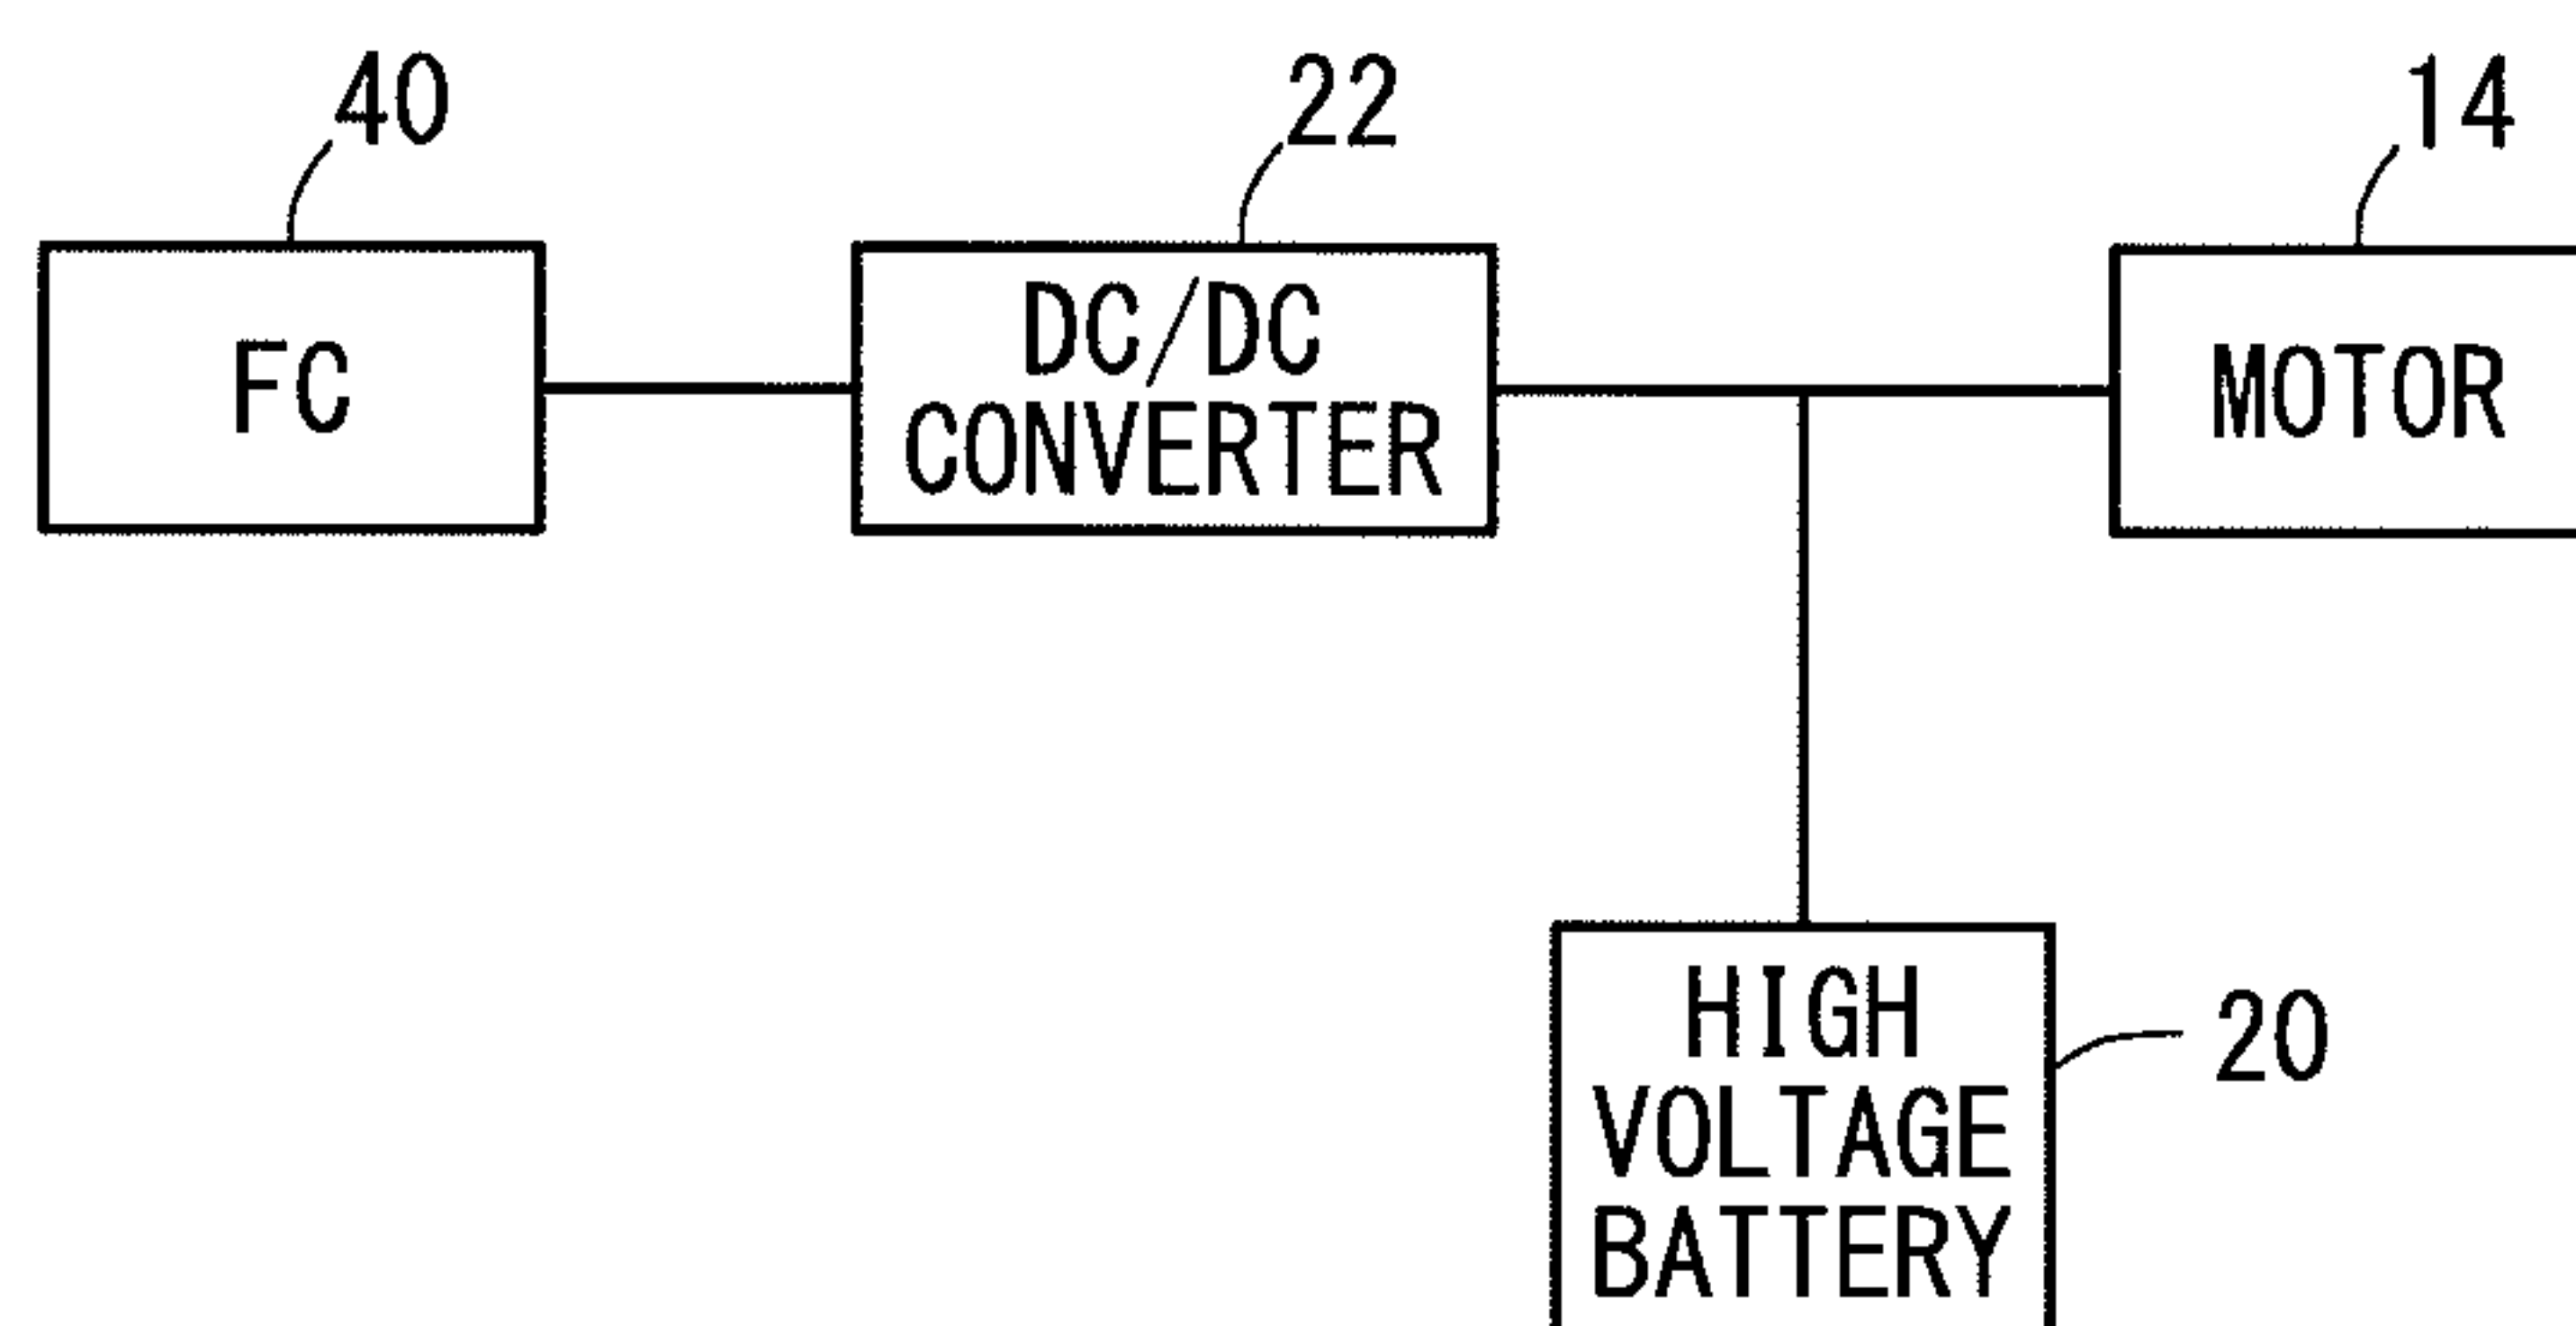 40
22
14
FC
DC/DC
CONVERTER
MOTOR
HIGH
VOLTAGE
BATTERY
20